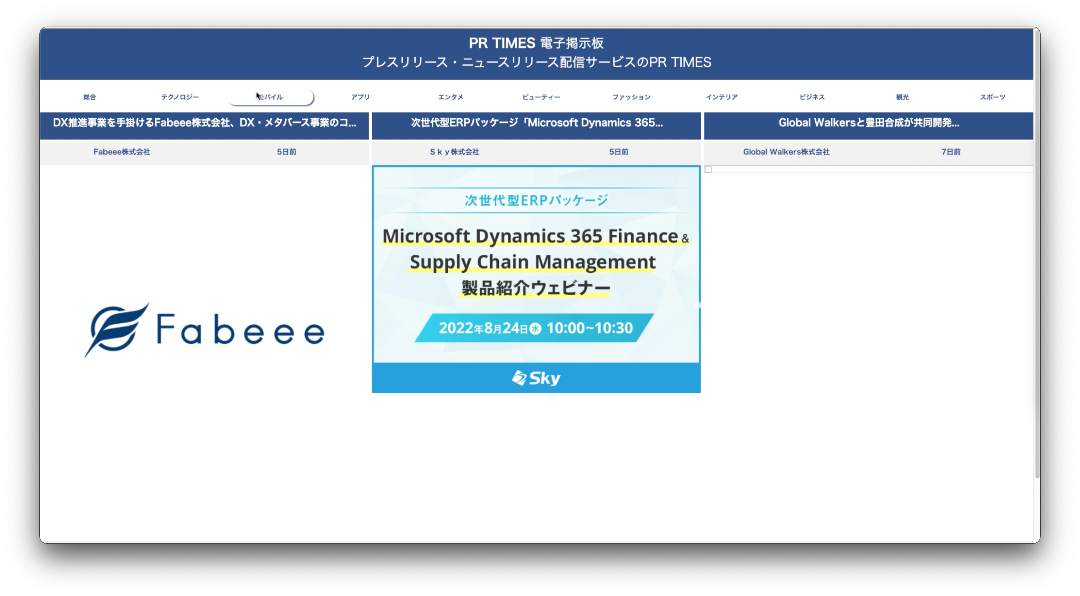 PR TIMES 電子掲示板
プレスリリース・ニュースリリース配信サービスのPR TIMES
総合 テクノロジー モバイル アプリ エンタメ ビューティー ファッション インテリア ビジネス 観光 スポーツ
DX推進事業を手掛けるFabeee株式会社、DX・メタバース事業のコ...
Fabeee株式会社 5日前
Fabeee
次世代型ERPパッケージ「Microsoft Dynamics 365...
Ｓｋｙ株式会社 5日前
次世代型ERPパッケージ
Microsoft Dynamics 365 Finance &
Supply Chain Management
製品紹介ウェビナー
2022年8月24日水 10:00~10:30
Sky
Global Walkersと豊田合成が共同開発...
Global Walkers株式会社 7日前